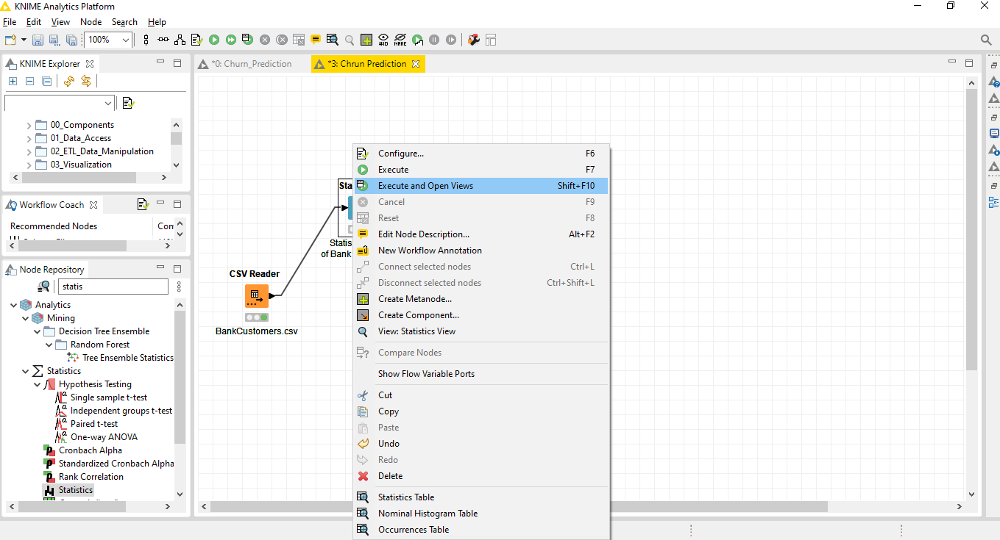 KNIME Analytics Platform
File Edit View Node Search Help
100% #ID NAME
KNIME Explorer
*0: Churn_Prediction
*3: Chrun Prediction
00_Components
01_Data_Access
02_ETL_Data_Manipulation
03_Visualization
Workflow Coach
Recommended Nodes
Com
Node Repository
statis
Analytics
Mining
Decision Tree Ensemble
Random Forest
Tree Ensemble Statistics
Statistics
Hypothesis Testing
Single sample t-test
Independent groups t-test
Paired t-test
One-way ANOVA
Cronbach Alpha
Standardized Cronbach Alpha
Rank Correlation
Statistics
CSV Reader
BankCustomers.csv
Sta
Statis
of Bank
Configure... F6
Execute F7
Execute and Open Views Shift+F10
Cancel F9
Reset F8
Edit Node Description... Alt+F2
New Workflow Annotation
Connect selected nodes Ctrl+L
Disconnect selected nodes Ctrl+Shift+L
Create Metanode...
Create Component...
View: Statistics View
Compare Nodes
Show Flow Variable Ports
Cut
Copy
Paste
Undo
Redo
Delete
Statistics Table
Nominal Histogram Table
Occurrences Table